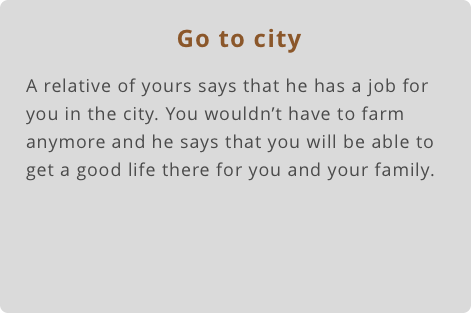 Go to city
A relative of yours says that he has a job for
you in the city. You wouldn’t have to farm
anymore and he says that you will be able to
get a good life there for you and your family.